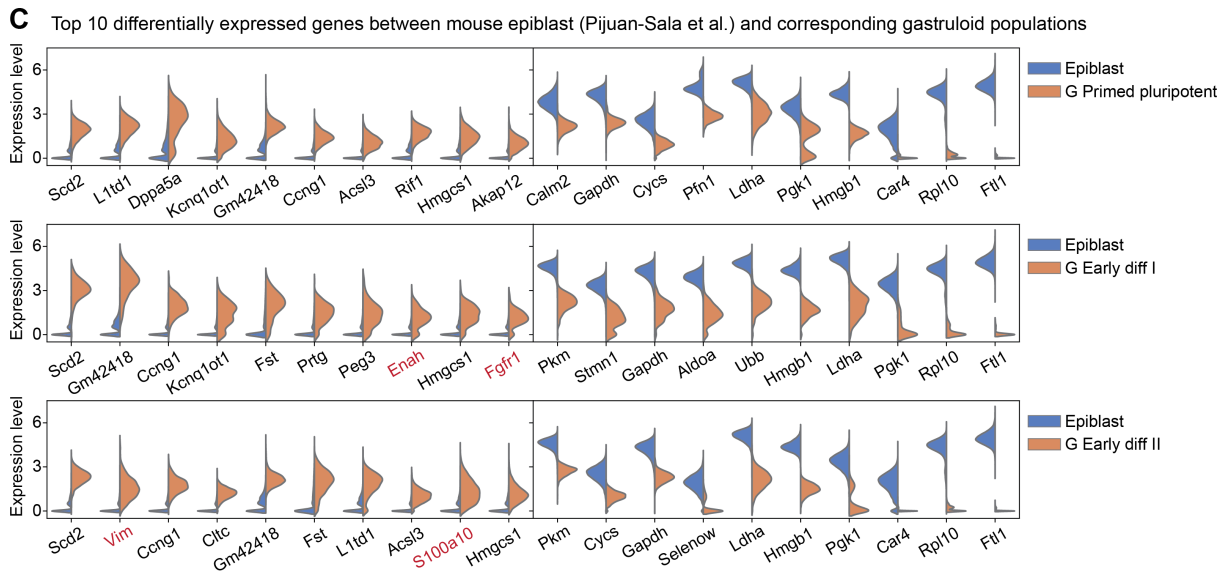 C Top 10 differentially expressed genes between mouse epiblast (Pijuan-Sala et al.) and corresponding gastruloid populations
Expression level
6
3
0
Scd2 L1td1 Dppa5a Kcnq1ot1 Gm42418 Ccng1 Acsl3 Rif1 Hmgcs1 Akap12 Calm2 Gapdh Cycs Pfn1 Ldha Pgk1 Hmgb1 Car4 Rpl10 Ftl1
Epiblast
G Primed pluripotent
Expression level
6
3
0
Scd2 Gm42418 Ccng1 Kcnq1ot1 Fst Prtg Peg3 Enah Hmgcs1 Fgfr1 Pkm Stmn1 Gapdh Aldoa Ubb Hmgb1 Ldha Pgk1 Rpl10 Ftl1
Epiblast
G Early diff I
Expression level
6
3
0
Scd2 Vim Ccng1 Cltc Gm42418 Fst L1td1 Acsl3 S100a10 Hmgcs1 Pkm Cycs Gapdh Selenow Ldha Hmgb1 Pgk1 Car4 Rpl10 Ftl1
Epiblast
G Early diff II